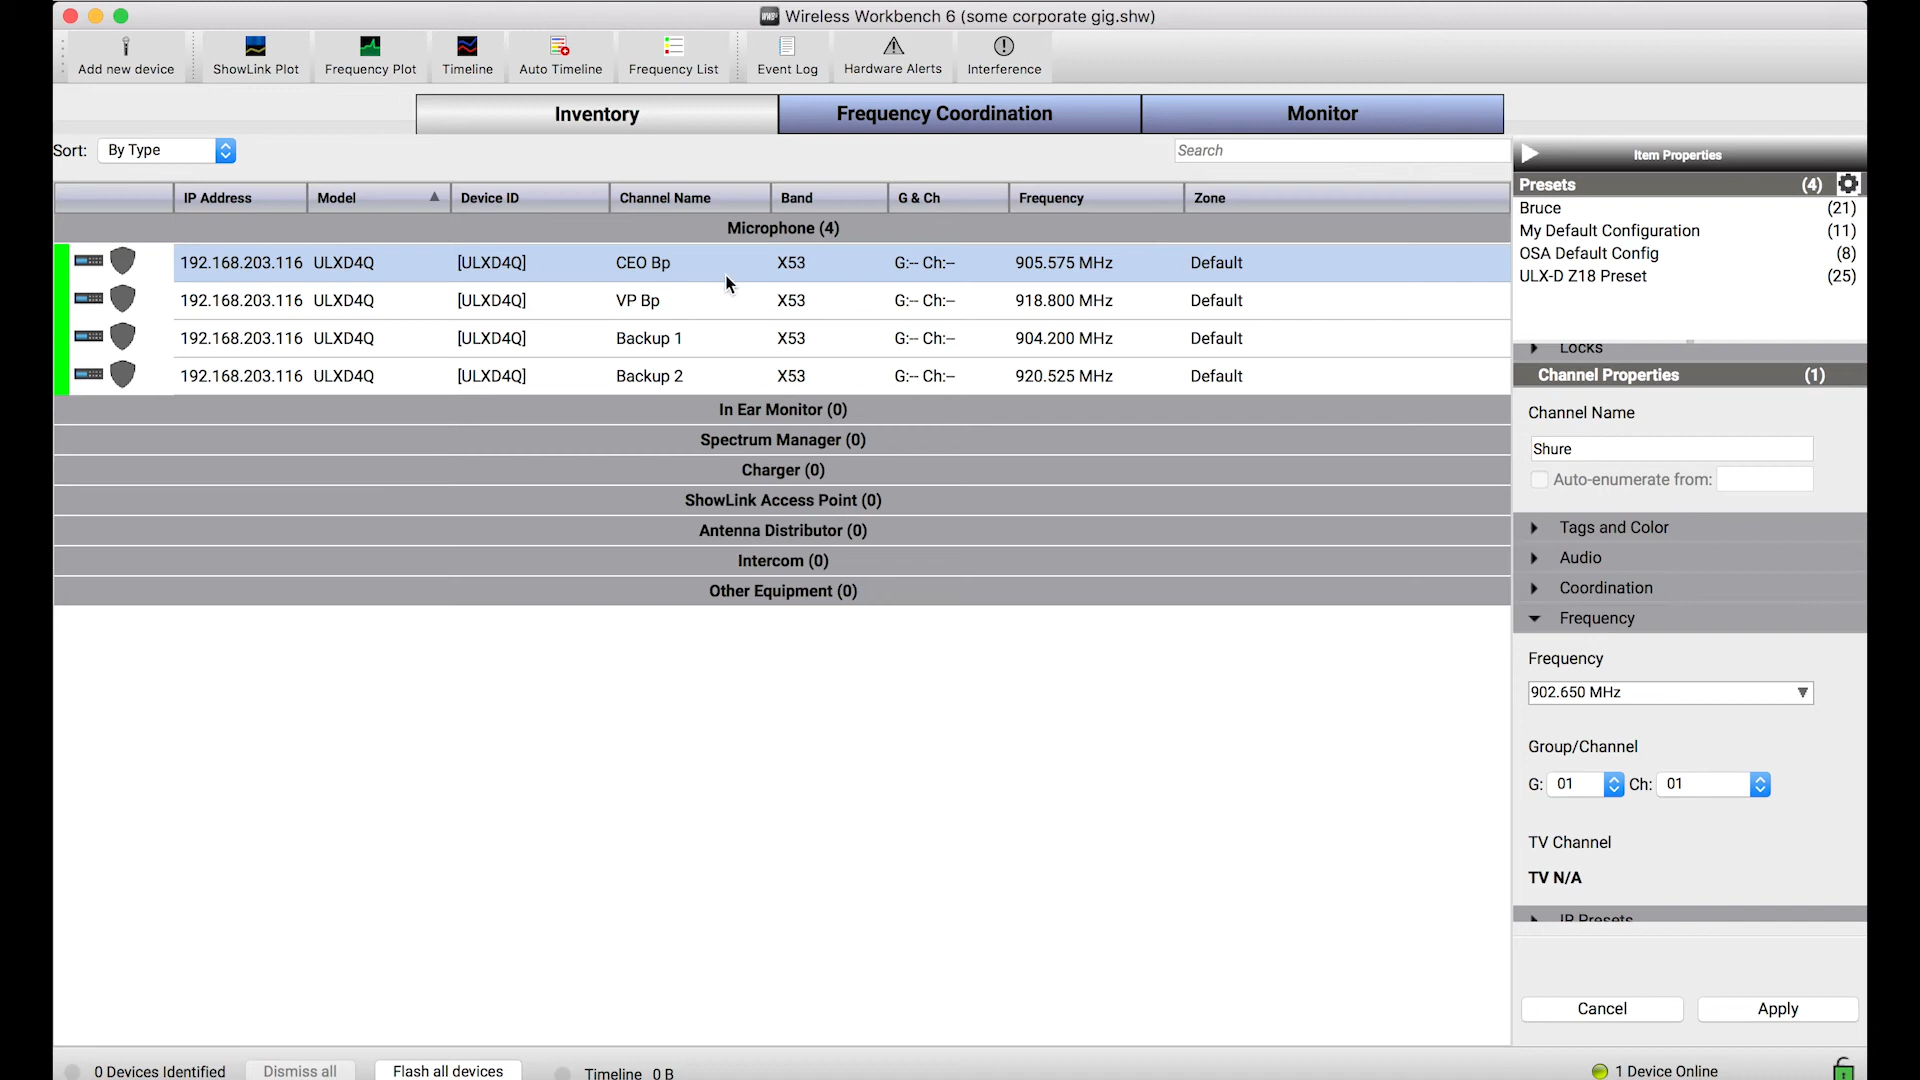 Wireless Workbench 6 (some corporate gig.shw)
Add new device ShowLink Plot Frequency Plot Timeline Auto Timeline Frequency List Event Log Hardware Alerts Interference
Inventory Frequency Coordination Monitor
Sort: By Type Search
Item Properties
IP Address Model Device ID Channel Name Band G & Ch Frequency Zone
Microphone (4)
192.168.203.116 ULXD4Q [ULXD4Q] CEO Bp X53 G:-- Ch:-- 905.575 MHz Default
192.168.203.116 ULXD4Q [ULXD4Q] VP Bp X53 G:-- Ch:-- 918.800 MHz Default
192.168.203.116 ULXD4Q [ULXD4Q] Backup 1 X53 G:-- Ch:-- 904.200 MHz Default
192.168.203.116 ULXD4Q [ULXD4Q] Backup 2 X53 G:-- Ch:-- 920.525 MHz Default
In Ear Monitor (0)
Spectrum Manager (0)
Charger (0)
ShowLink Access Point (0)
Antenna Distributor (0)
Intercom (0)
Other Equipment (0)
Presets (4)
Bruce (21)
My Default Configuration (11)
OSA Default Config (8)
ULX-D Z18 Preset (25)
Locks
Channel Properties (1)
Channel Name
Shure
Auto-enumerate from:
Tags and Color
Audio
Coordination
Frequency
Frequency
902.650 MHz
Group/Channel
G: 01 Ch: 01
TV Channel
TV N/A
IR Presets
Cancel Apply
0 Devices Identified Dismiss all Flash all devices Timeline 0 B 1 Device Online